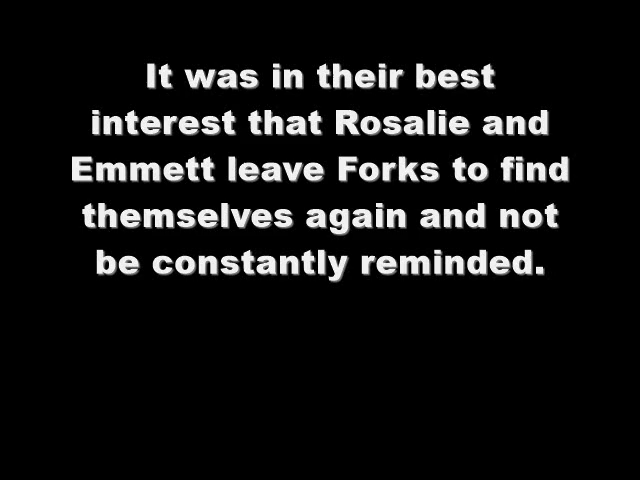 It was in their best
interest that Rosalie and
Emmett leave Forks to find
themselves again and not
be constantly reminded.